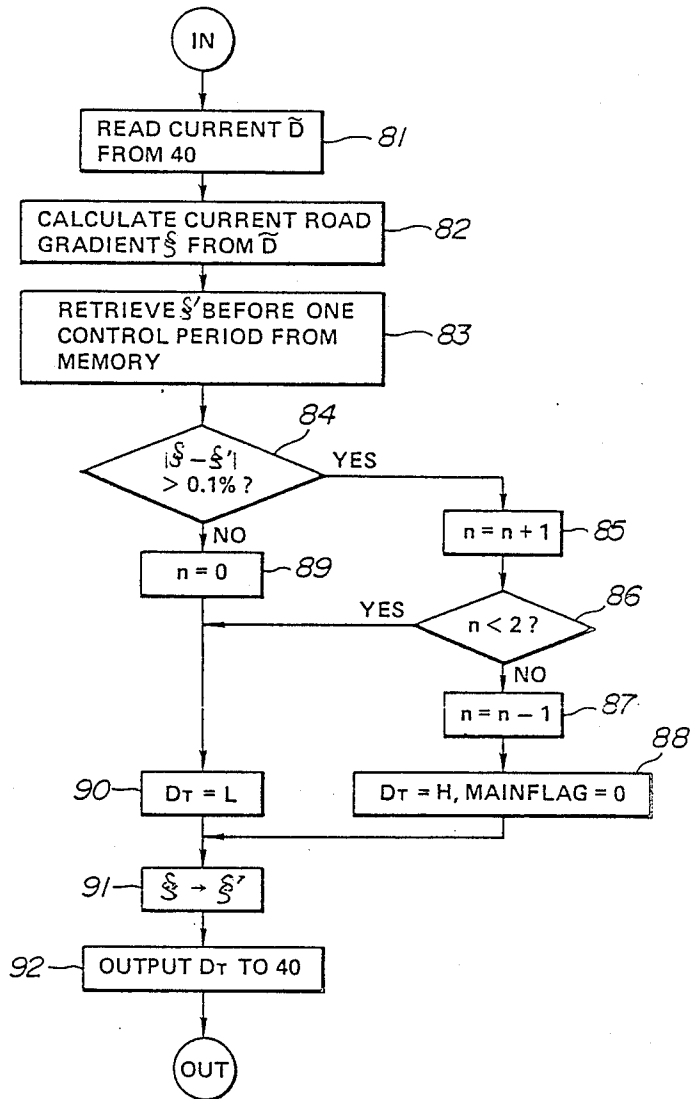 IN
READ CURRENT D̃
FROM 40
81
CALCULATE CURRENT ROAD
GRADIENT ξ FROM D̃
82
RETRIEVE ξ' BEFORE ONE
CONTROL PERIOD FROM
MEMORY
83
|ξ – ξ'|
> 0.1% ?
84
YES
n = n + 1
85
NO
n = 0
89
YES
n < 2 ?
86
NO
n = n – 1
87
88
90
DT = L
DT = H, MAINFLAG = 0
91
ξ → ξ'
92
OUTPUT DT TO 40
OUT